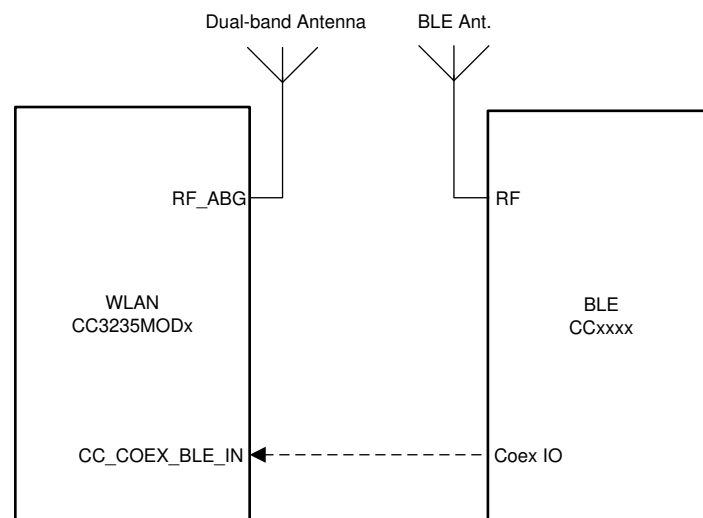 Dual-band Antenna
BLE Ant.
RF_ABG
RF
WLAN
CC3235MODx
BLE
CCxxxx
CC_COEX_BLE_IN
Coex IO